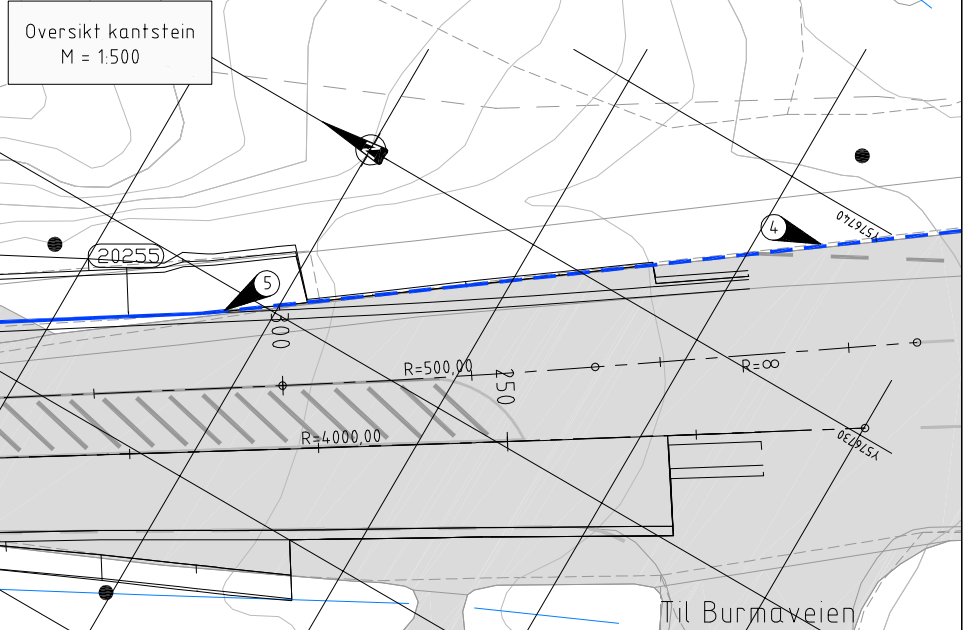 Oversikt kantstein
M = 1:500
4
Y576740
20255
5
300
R=500,00
250
R=∞
R=4000,00
Y576730
Til Burmaveien